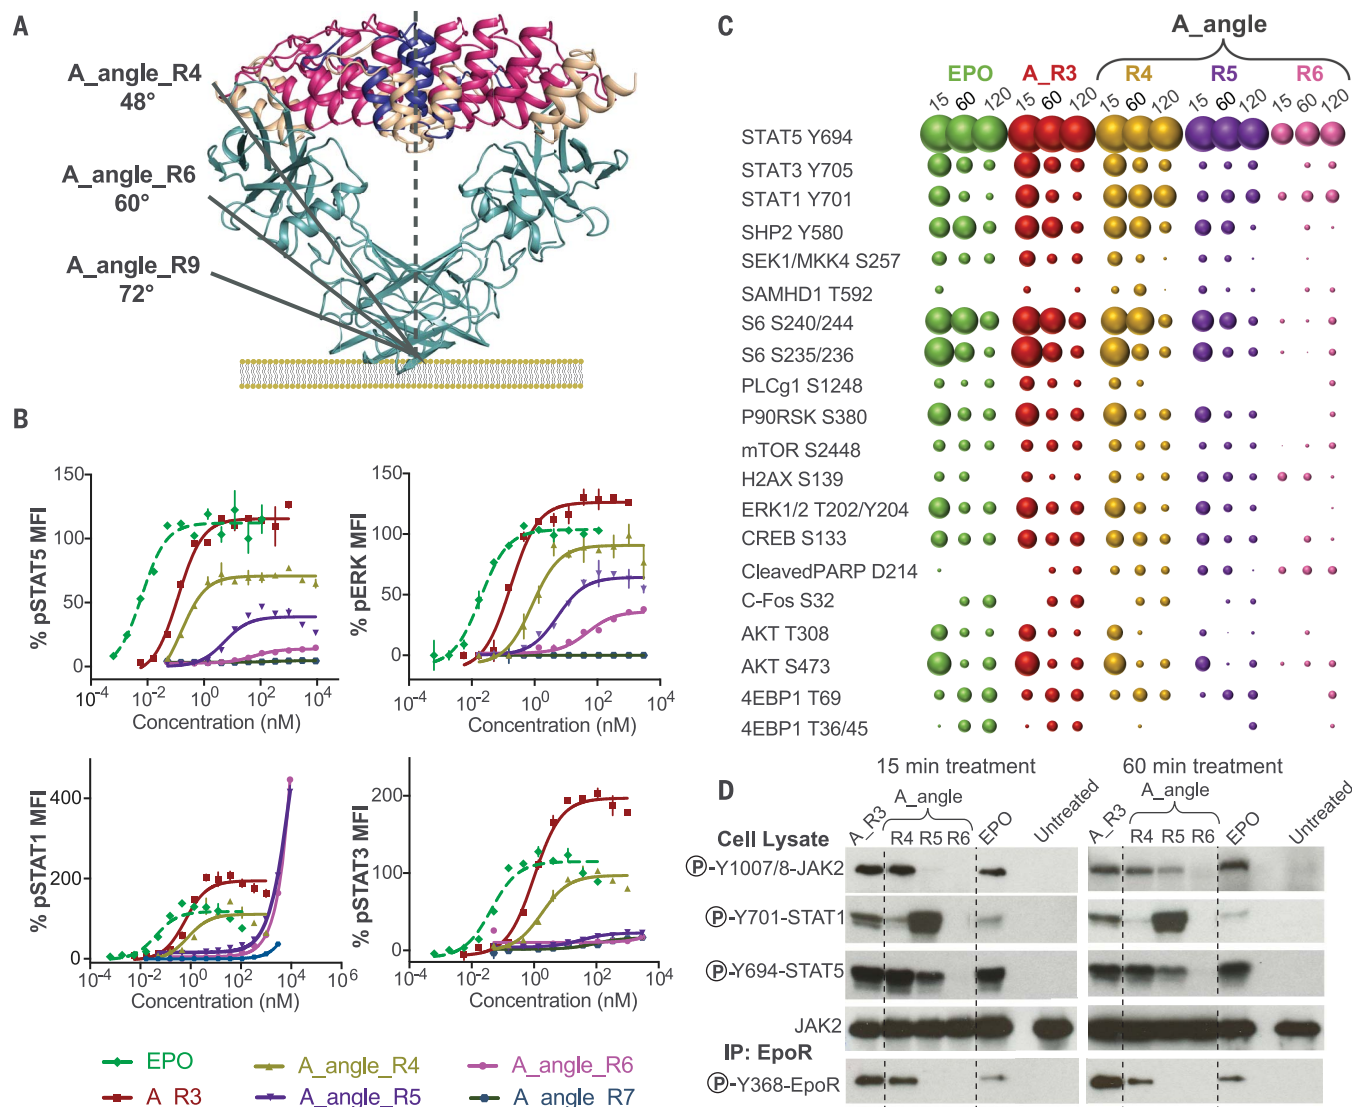 A
A_angle_R4
48°
A_angle_R6
60°
A_angle_R9
72°
B
% pSTAT5 MFI
150
100
50
0
10-4 10-2 100 102 104
Concentration (nM)
% pERK MFI
150
100
50
0
10-4 10-2 100 102 104
Concentration (nM)
% pSTAT1 MFI
400
200
0
10-4 10-2 100 102 104 106
Concentration (nM)
% pSTAT3 MFI
200
100
0
10-4 10-2 100 102 104
Concentration (nM)
EPO
A_angle_R4
A_angle_R6
A_R3
A_angle_R5
A_angle_R7
C
A_angle
EPO A_R3 R4 R5 R6
15 60 120 15 60 120 15 60 120 15 60 120 15 60 120
STAT5 Y694
STAT3 Y705
STAT1 Y701
SHP2 Y580
SEK1/MKK4 S257
SAMHD1 T592
S6 S240/244
S6 S235/236
PLCg1 S1248
P90RSK S380
mTOR S2448
H2AX S139
ERK1/2 T202/Y204
CREB S133
CleavedPARP D214
C-Fos S32
AKT T308
AKT S473
4EBP1 T69
4EBP1 T36/45
D
15 min treatment
60 min treatment
A_angle
A_angle
Cell Lysate
A_R3 R4 R5 R6 EPO Untreated
A_R3 R4 R5 R6 EPO Untreated
P-Y1007/8-JAK2
P-Y701-STAT1
P-Y694-STAT5
JAK2
IP: EpoR
P-Y368-EpoR